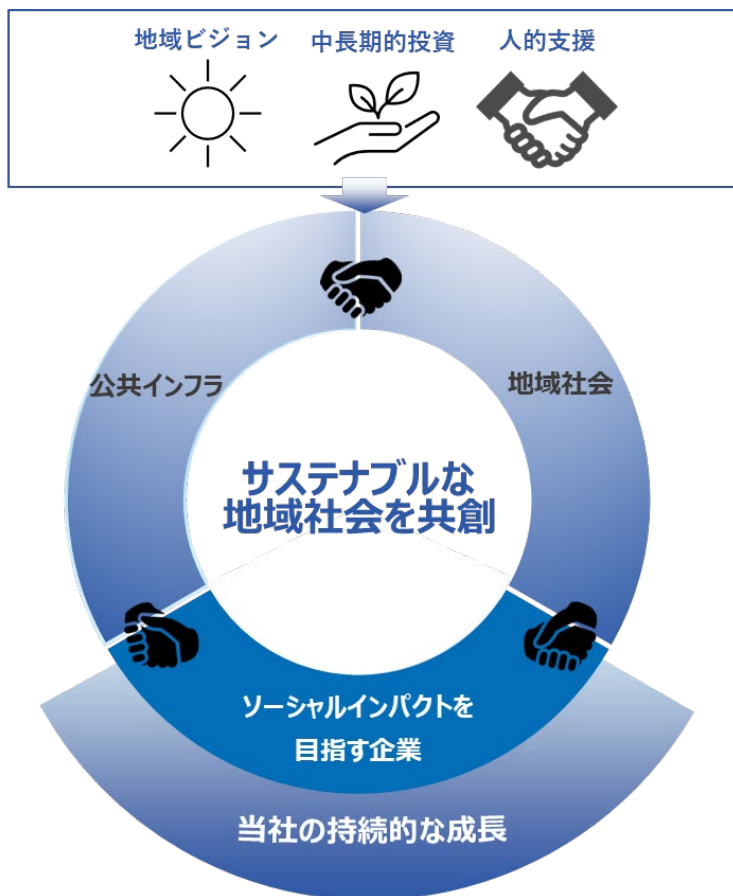 地域ビジョン 中長期的投資 人的支援
公共インフラ
地域社会
サステナブルな
地域社会を共創
ソーシャルインパクトを
目指す企業
当社の持続的な成長